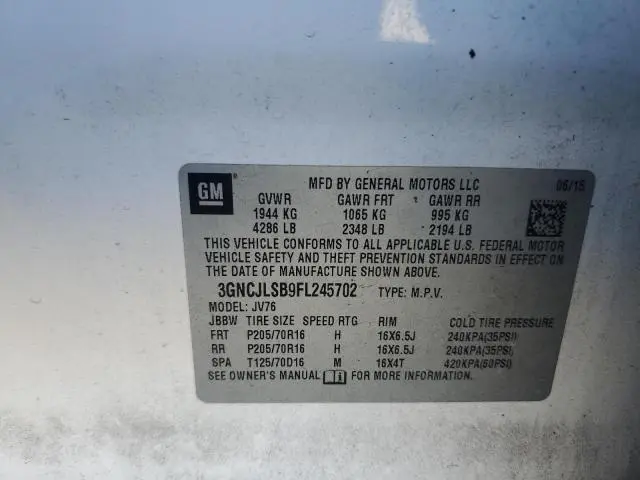 GM ®
MFD BY GENERAL MOTORS LLC 06/15
GVWR GAWR FRT GAWR RR
1944 KG 1065 KG 995 KG
4286 LB 2348 LB 2194 LB
THIS VEHICLE CONFORMS TO ALL APPLICABLE U.S. FEDERAL MOTOR
VEHICLE SAFETY AND THEFT PREVENTION STANDARDS IN EFFECT ON
THE DATE OF MANUFACTURE SHOWN ABOVE.
3GNCJLSB9FL245702 TYPE: M.P.V.
MODEL: JV76
JBBW TIRE SIZE SPEED RTG RIM COLD TIRE PRESSURE
FRT P205/70R16 H 16X6.5J 240KPA(35PSI)
RR P205/70R16 H 16X6.5J 240KPA(35PSI)
SPA T125/70D16 M 16X4T 420KPA(60PSI)
SEE OWNER'S MANUAL i FOR MORE INFORMATION.